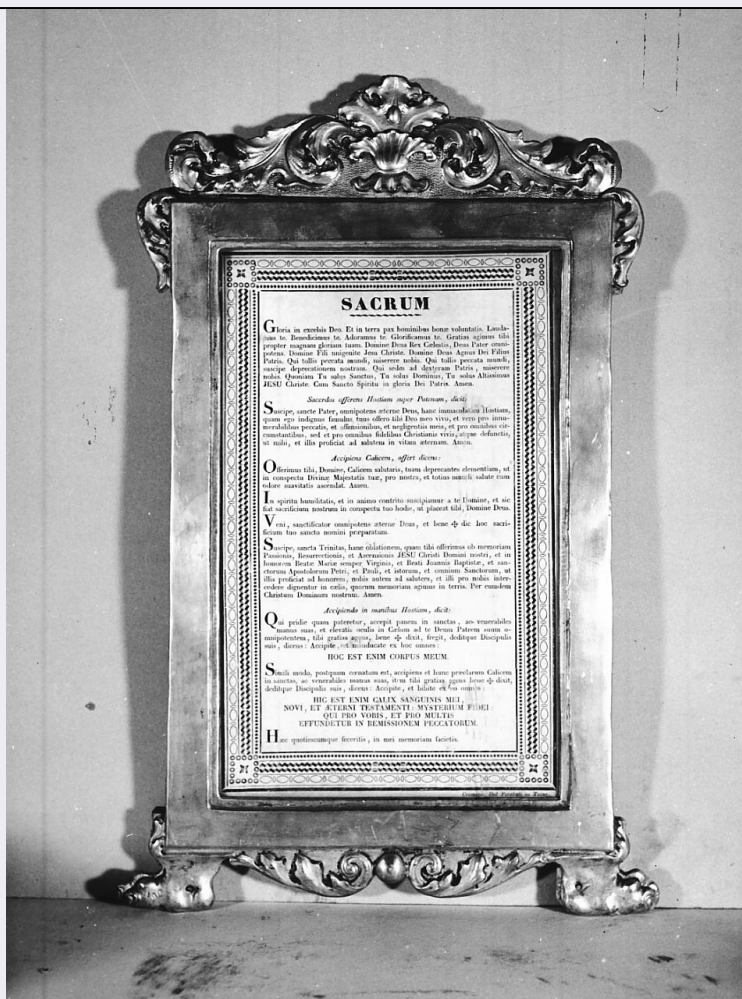 SACRUM
Gloria in excelsis Deo. Et in terra pax hominibus bonæ voluntatis. Lauda-
mus te. Benedicimus te. Adoramus te. Glorificamus te. Gratias agimus tibi
propter magnam gloriam tuam. Domine Deus Rex Cœlestis, Deus Pater omni-
potens. Domine Fili unigenite Jesu Christe. Domine Deus Agnus Dei Filius
Patris. Qui tollis peccata mundi, miserere nobis. Qui tollis peccata mundi,
suscipe deprecationem nostram. Qui sedes ad dexteram Patris, miserere
nobis. Quoniam Tu solus Sanctus, Tu solus Dominus, Tu solus Altissimus
JESU Christe. Cum Sancto Spiritu in gloria Dei Patris. Amen.
Sacerdos offerens Hostiam super Patenam, dicit:
Suscipe, sancte Pater, omnipotens æterne Deus, hanc immaculatam Hostiam,
quam ego indignus famulus tuus offero tibi Deo meo vivo, et vero pro innu-
merabilibus peccatis, et offensionibus, et negligentiis meis, et pro omnibus cir-
cumstantibus, sed et pro omnibus fidelibus Christianis vivis, atque defunctis,
ut mihi, et illis proficiat ad salutem in vitam æternam. Amen.
Accipiens Calicem, offert dicens:
Offerimus tibi, Domine, Calicem salutaris, tuam deprecantes clementiam, ut
in conspectu Divinæ Majestatis tuæ, pro nostra, et totius mundi salute cum
odore suavitatis ascendat. Amen.
In spiritu humilitatis, et in animo contrito suscipiamur a te Domine, et sic
fiat sacrificium nostrum in conspectu tuo hodie, ut placeat tibi, Domine Deus.
Veni, sanctificator omnipotens æterne Deus, et bene ✠ dic hoc sacri-
ficium tuo sancto nomini præparatum.
Suscipe, sancta Trinitas, hanc oblationem, quam tibi offerimus ob memoriam
Passionis, Resurrectionis, et Ascensionis JESU Christi Domini nostri, et in
honorem Beatæ Mariæ semper Virginis, et Beati Joannis Baptistæ, et san-
ctorum Apostolorum Petri, et Pauli, et istorum, et omnium Sanctorum, ut
illis proficiat ad honorem, nobis autem ad salutem, et illi pro nobis inter-
cedere dignentur in cœlis, quorum memoriam agimus in terris. Per eumdem
Christum Dominum nostrum. Amen.
Accipiendo in manibus Hostiam, dicit:
Qui pridie quam pateretur, accepit panem in sanctas, ac venerabiles
manus suas, et elevatis oculis in Cœlum ad te Deum Patrem suum o-
mnipotentem, tibi gratias agens, bene ✠ dixit, fregit, deditque Discipulis
suis, dicens: Accipite, et manducate ex hoc omnes:
HOC EST ENIM CORPUS MEUM.
Simili modo, postquam cœnatum est, accipiens et hunc præclarum Calicem
in sanctas, ac venerabiles manus suas, item tibi gratias agens bene ✠ dixit,
deditque Discipulis suis, dicens: Accipite, et bibite ex eo omnes:
HIC EST ENIM CALIX SANGUINIS MEI,
NOVI, ET ÆTERNI TESTAMENTI: MYSTERIUM FIDEI:
QUI PRO VOBIS, ET PRO MULTIS
EFFUNDETUR IN REMISSIONEM PECCATORUM.
Hæc quotiescumque feceritis, in mei memoriam facietis.